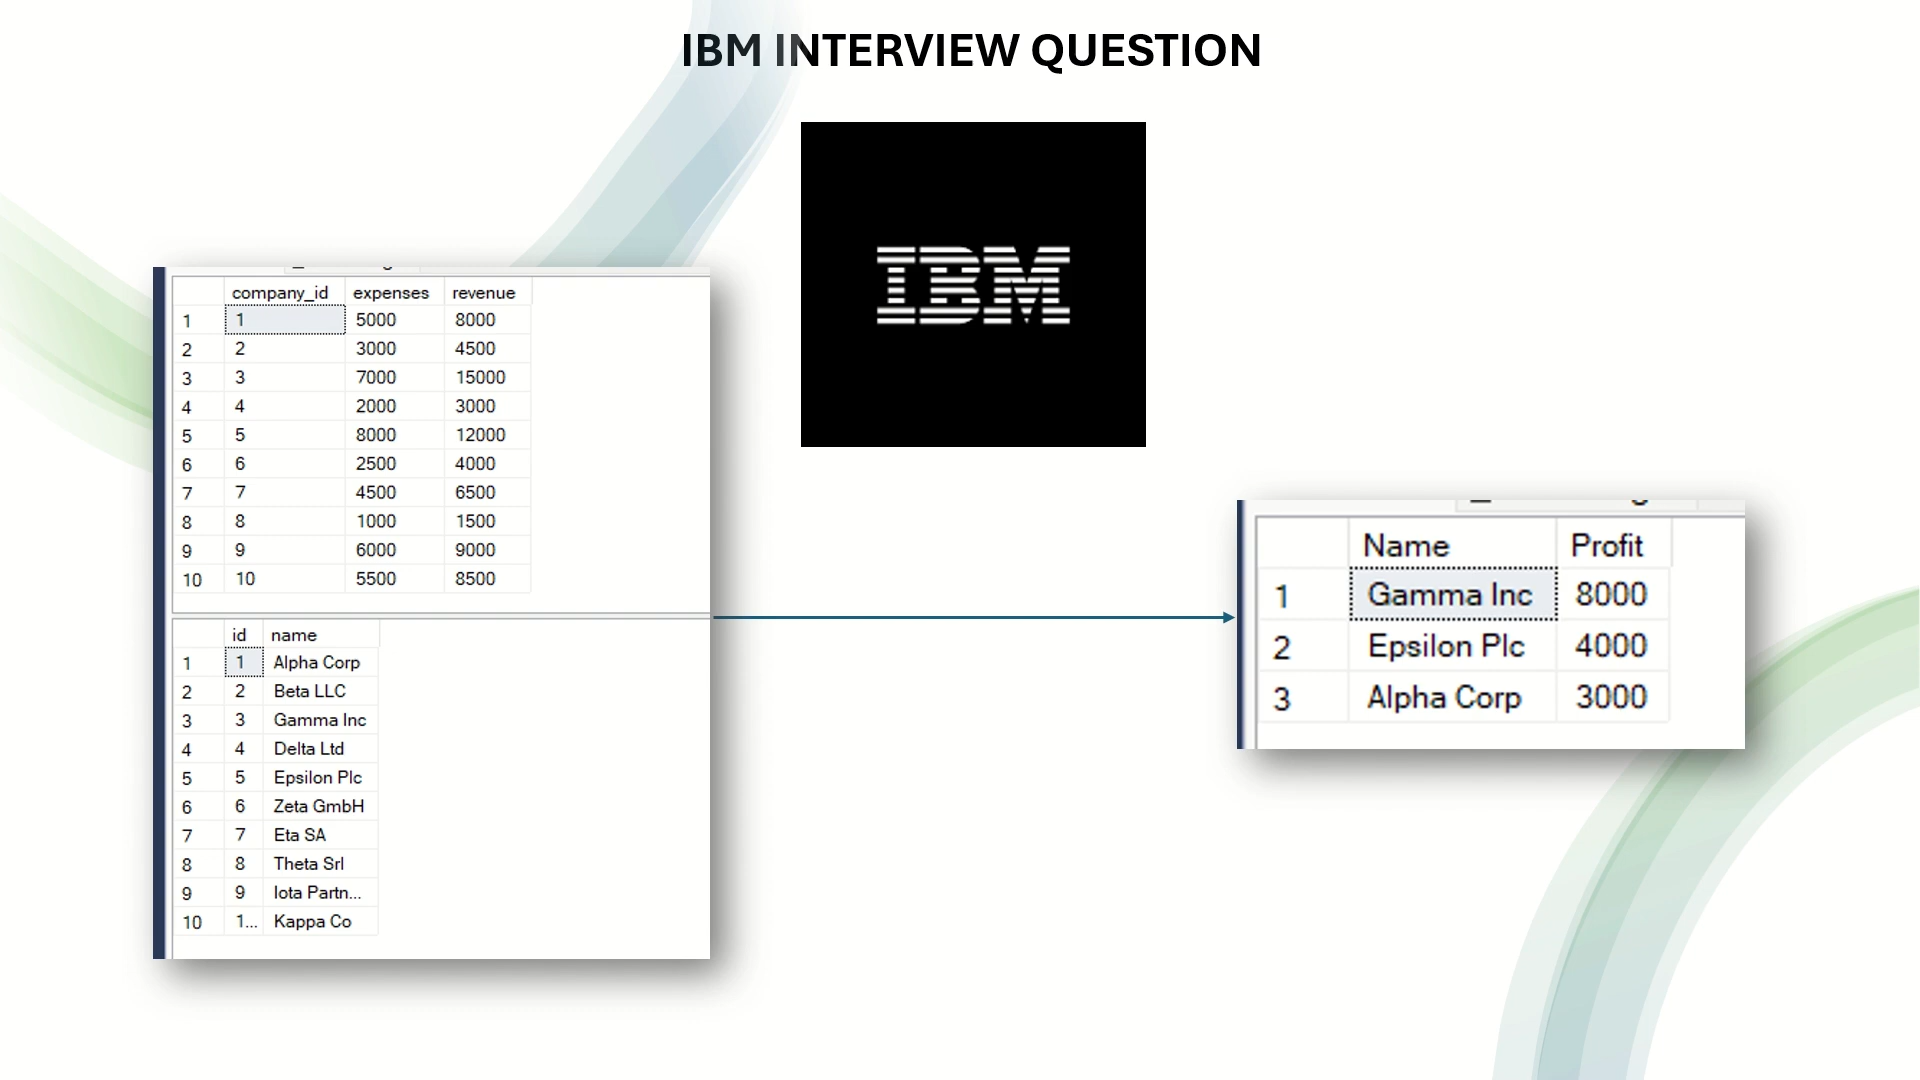 IBM INTERVIEW QUESTION
IBM
company_id expenses revenue
1 1 5000 8000
2 2 3000 4500
3 3 7000 15000
4 4 2000 3000
5 5 8000 12000
6 6 2500 4000
7 7 4500 6500
8 8 1000 1500
9 9 6000 9000
10 10 5500 8500
id name
1 1 Alpha Corp
2 2 Beta LLC
3 3 Gamma Inc
4 4 Delta Ltd
5 5 Epsilon Plc
6 6 Zeta GmbH
7 7 Eta SA
8 8 Theta Srl
9 9 Iota Partn...
10 1... Kappa Co
Name Profit
1 Gamma Inc 8000
2 Epsilon Plc 4000
3 Alpha Corp 3000